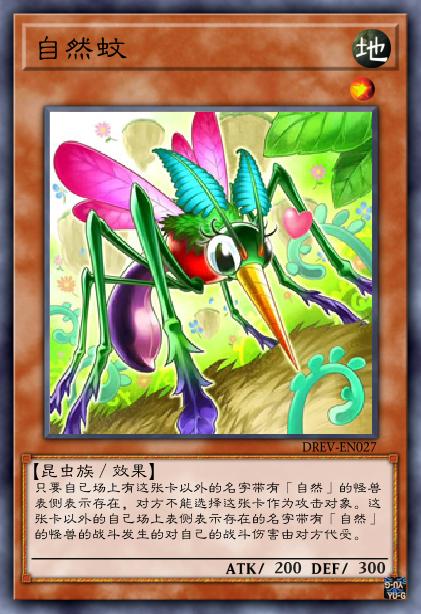 自然蚊
地
DREV-EN027
【昆虫族／效果】
只要自己场上有这张卡以外的名字带有「自然」的怪兽
表侧表示存在，对方不能选择这张卡作为攻击对象。这
张卡以外的自己场上表侧表示存在的名字带有「自然」
的怪兽的战斗发生的对自己的战斗伤害由对方代受。
ATK/ 200 DEF/ 300